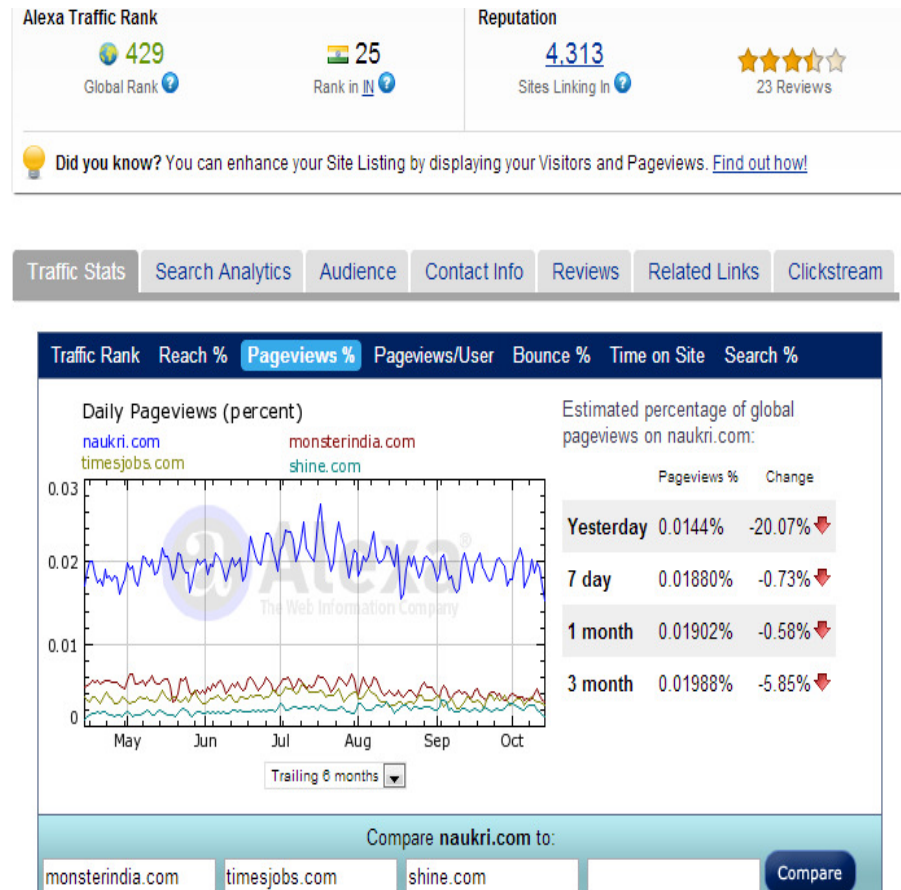 Alexa Traffic Rank
Reputation
429
25
4,313
Global Rank ?
Rank in IN ?
Sites Linking In ?
23 Reviews
Did you know? You can enhance your Site Listing by displaying your Visitors and Pageviews. Find out how!
Traffic Stats Search Analytics Audience Contact Info Reviews Related Links Clickstream
Traffic Rank Reach % Pageviews % Pageviews/User Bounce % Time on Site Search %
Daily Pageviews (percent)
naukri.com monsterindia.com
timesjobs.com shine.com
0.03
0.02
0.01
0
a Alexa®
The Web Information Company
May Jun Jul Aug Sep Oct
Trailing 6 months
Estimated percentage of global
pageviews on naukri.com:
Pageviews % Change
Yesterday 0.0144% -20.07%
7 day 0.01880% -0.73%
1 month 0.01902% -0.58%
3 month 0.01988% -5.85%
Compare naukri.com to:
monsterindia.com timesjobs.com shine.com Compare